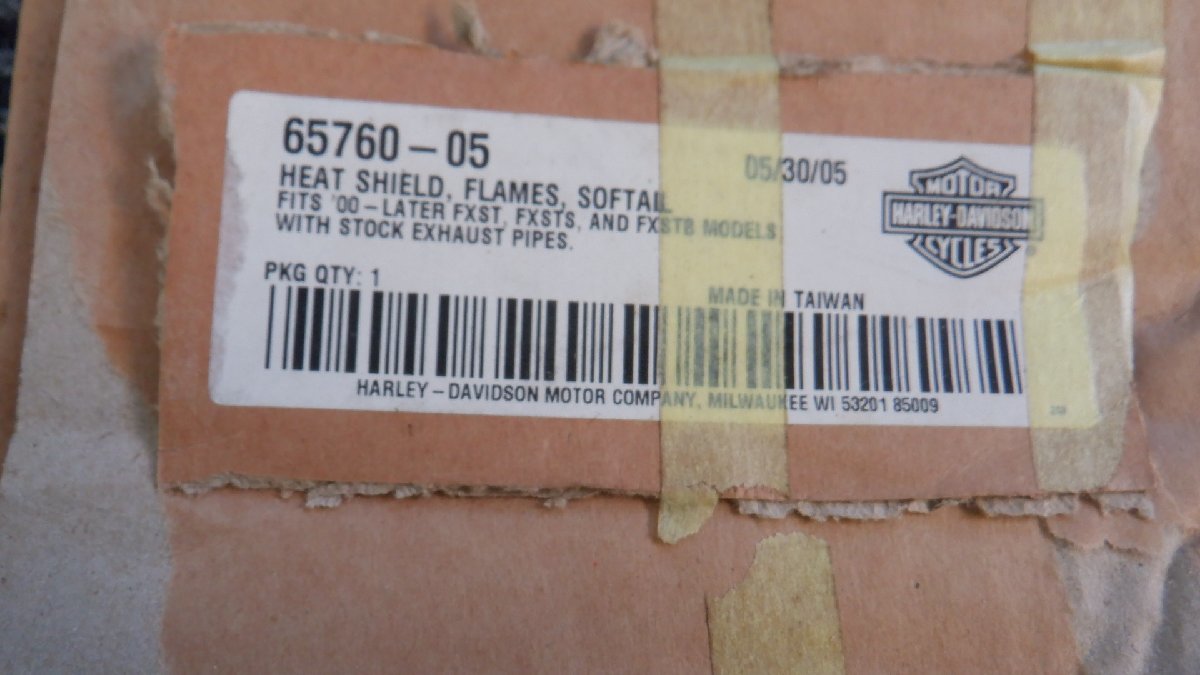 65760-05
05/30/05
HEAT SHIELD, FLAMES, SOFTAIL
FITS '00-LATER FXST, FXSTS, AND FXSTB MODELS
WITH STOCK EXHAUST PIPES.
MOTOR
HARLEY-DAVIDSON
CYCLES
®
PKG QTY: 1
MADE IN TAIWAN
HARLEY-DAVIDSON MOTOR COMPANY, MILWAUKEE WI 53201 85009